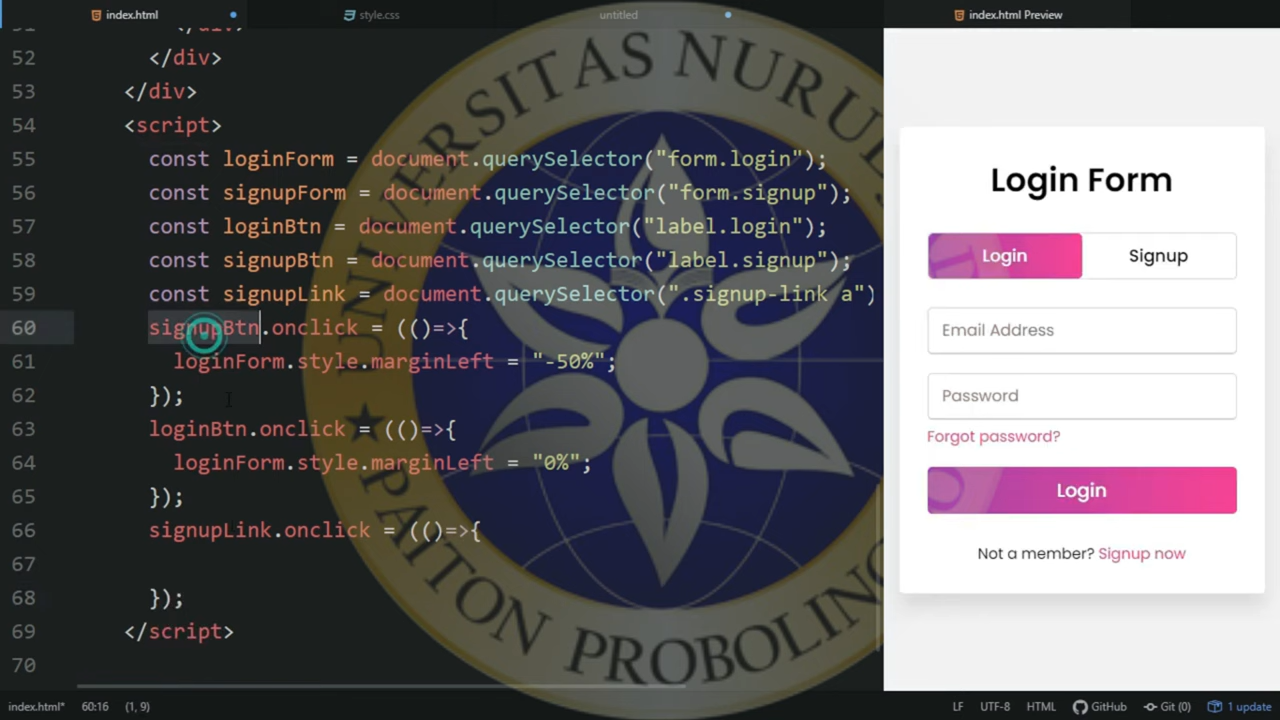 index.html
style.css
untitled
index.html Preview
UNIVERSITAS NURUL
PAITON PROBOLING
51 </div>
52 </div>
53 </div>
54 <script>
55 const loginForm = document.querySelector("form.login");
56 const signupForm = document.querySelector("form.signup");
57 const loginBtn = document.querySelector("label.login");
58 const signupBtn = document.querySelector("label.signup");
59 const signupLink = document.querySelector(".signup-link a")
60 signupBtn.onclick = (()=>{
61 loginForm.style.marginLeft = "-50%";
62 });
63 loginBtn.onclick = (()=>{
64 loginForm.style.marginLeft = "0%";
65 });
66 signupLink.onclick = (()=>{
67
68 });
69 </script>
70
Login Form
Login
Signup
Email Address
Password
Forgot password?
Login
Not a member? Signup now
index.html* 60:16 (1, 9)
LF UTF-8 HTML GitHub Git (0) 1 update